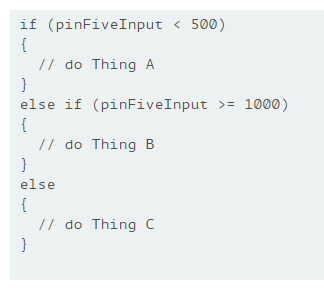 if (pinFiveInput < 500)
{
  // do Thing A
}
else if (pinFiveInput >= 1000)
{
  // do Thing B
}
else
{
  // do Thing C
}